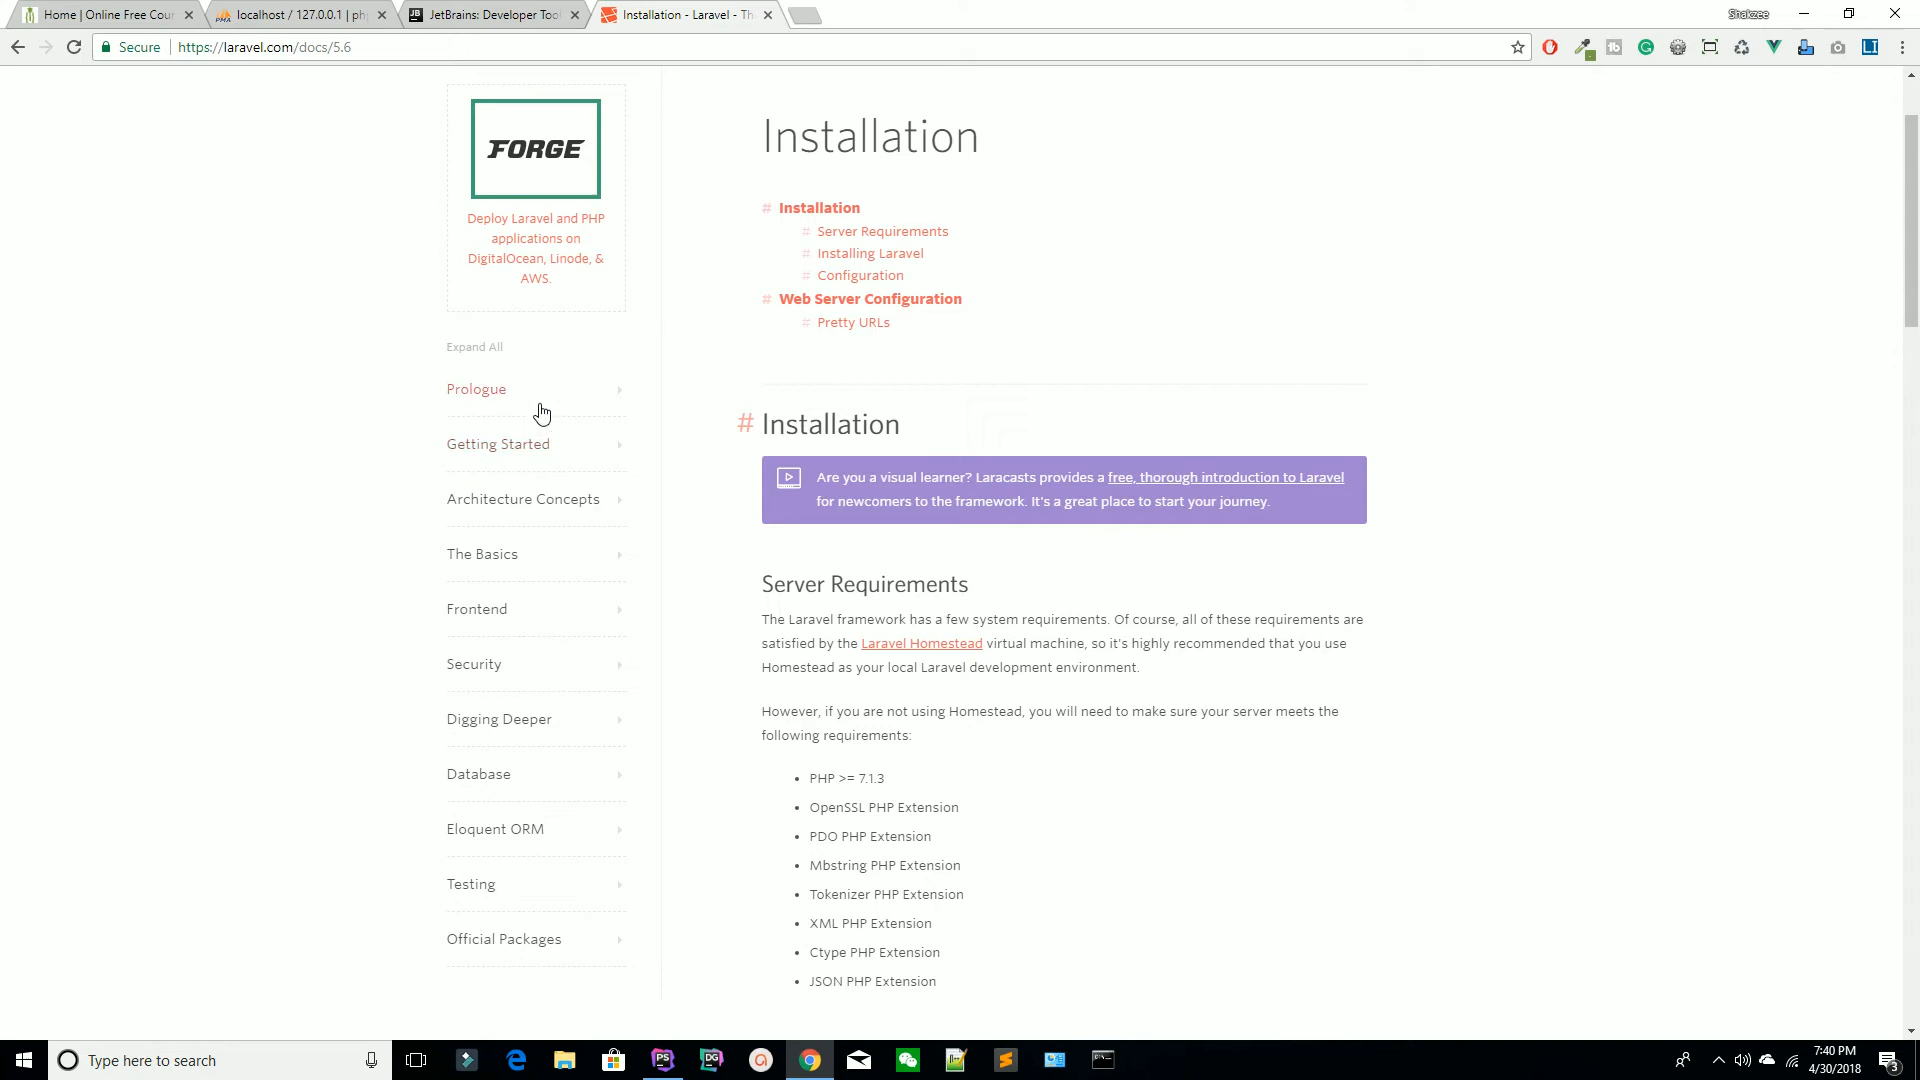 Home | Online Free Cour
localhost / 127.0.0.1 | ph
JetBrains: Developer Too
Installation - Laravel - Th
Shakzee
Secure
https://laravel.com/docs/5.6
FORGE
Deploy Laravel and PHP
applications on
DigitalOcean, Linode, &
AWS.
Expand All
Prologue
Getting Started
Architecture Concepts
The Basics
Frontend
Security
Digging Deeper
Database
Eloquent ORM
Testing
Official Packages
Installation
# Installation
# Server Requirements
# Installing Laravel
# Configuration
# Web Server Configuration
# Pretty URLs
# Installation
Are you a visual learner? Laracasts provides a free, thorough introduction to Laravel
for newcomers to the framework. It's a great place to start your journey.
Server Requirements
The Laravel framework has a few system requirements. Of course, all of these requirements are
satisfied by the Laravel Homestead virtual machine, so it's highly recommended that you use
Homestead as your local Laravel development environment.
However, if you are not using Homestead, you will need to make sure your server meets the
following requirements:
• PHP >= 7.1.3
• OpenSSL PHP Extension
• PDO PHP Extension
• Mbstring PHP Extension
• Tokenizer PHP Extension
• XML PHP Extension
• Ctype PHP Extension
• JSON PHP Extension
Type here to search
PS
DG
7:40 PM
4/30/2018
3